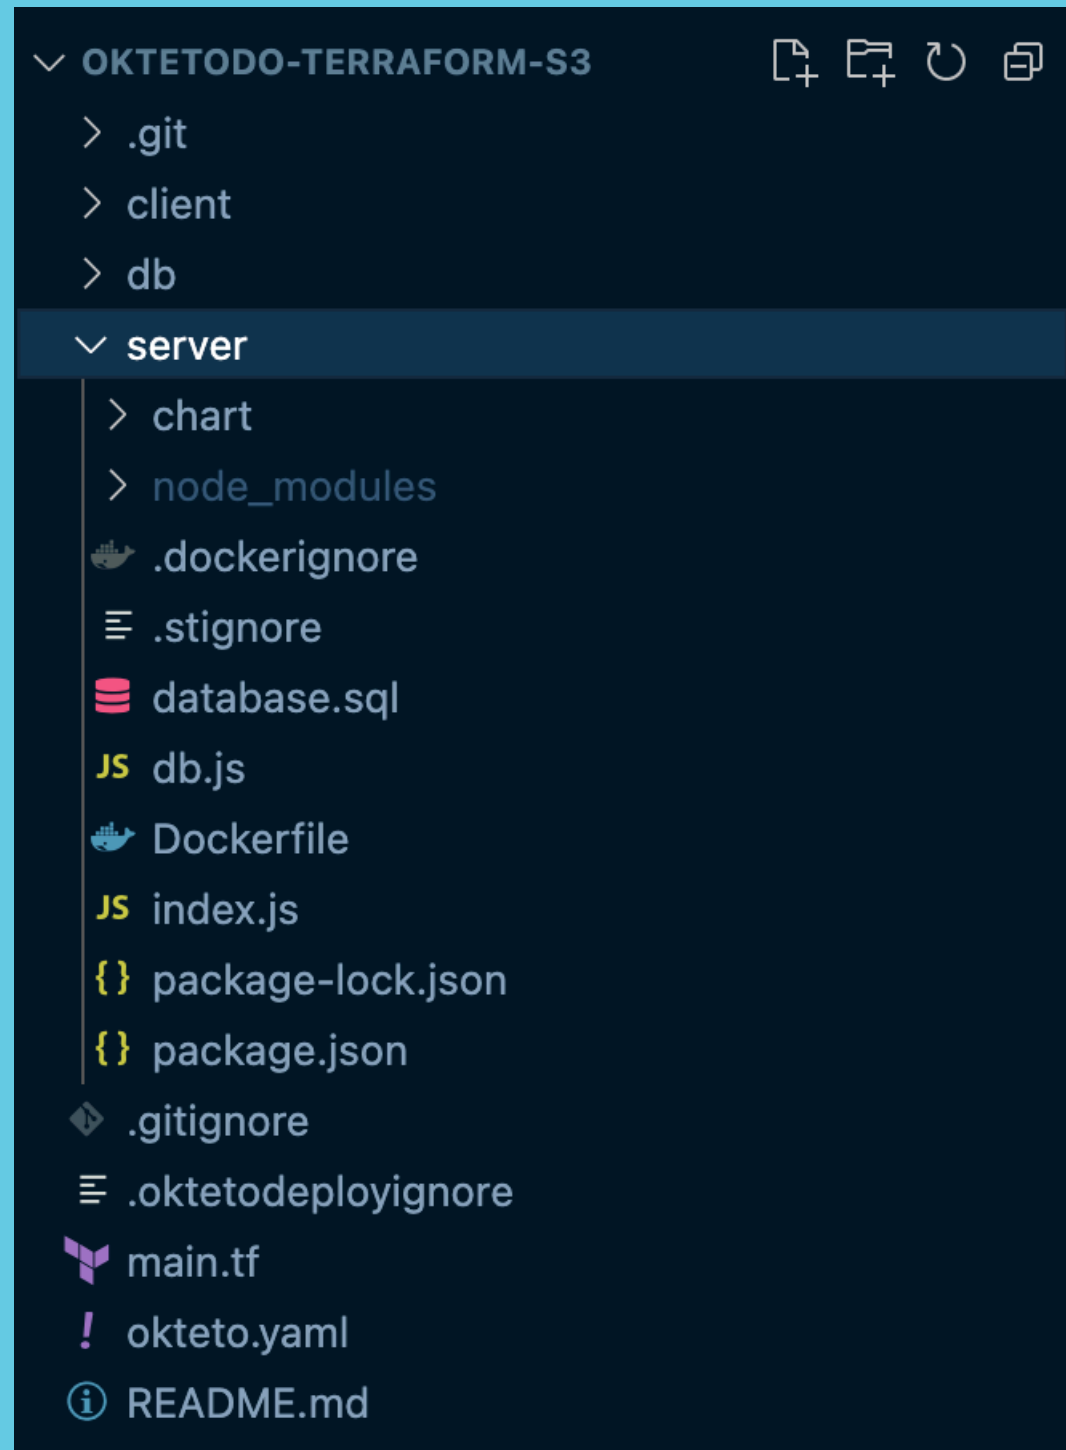 OKTETODO-TERRAFORM-S3
.git
client
db
server
chart
node_modules
.dockerignore
.stignore
database.sql
JS db.js
Dockerfile
JS index.js
{} package-lock.json
{} package.json
.gitignore
.oktetodeployignore
main.tf
! okteto.yaml
README.md